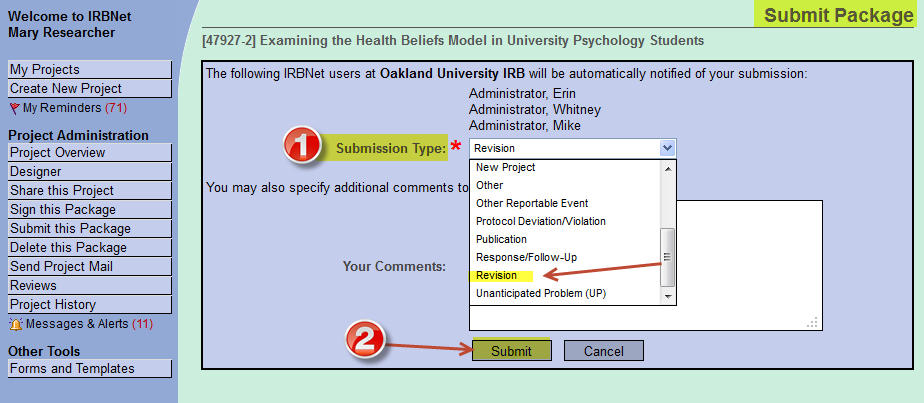 Welcome to IRBNet
Mary Researcher
My Projects
Create New Project
My Reminders (71)
Project Administration
Project Overview
Designer
Share this Project
Sign this Package
Submit this Package
Delete this Package
Send Project Mail
Reviews
Project History
Messages & Alerts (11)
Other Tools
Forms and Templates
Submit Package
[47927-2] Examining the Health Beliefs Model in University Psychology Students
The following IRBNet users at Oakland University IRB will be automatically notified of your submission:
Administrator, Erin
Administrator, Whitney
Administrator, Mike
1 Submission Type: * Revision
New Project
Other
You may also specify additional comments to
Other Reportable Event
Protocol Deviation/Violation
Publication
Response/Follow-Up
Your Comments:
Revision
Unanticipated Problem (UP)
2 Submit Cancel